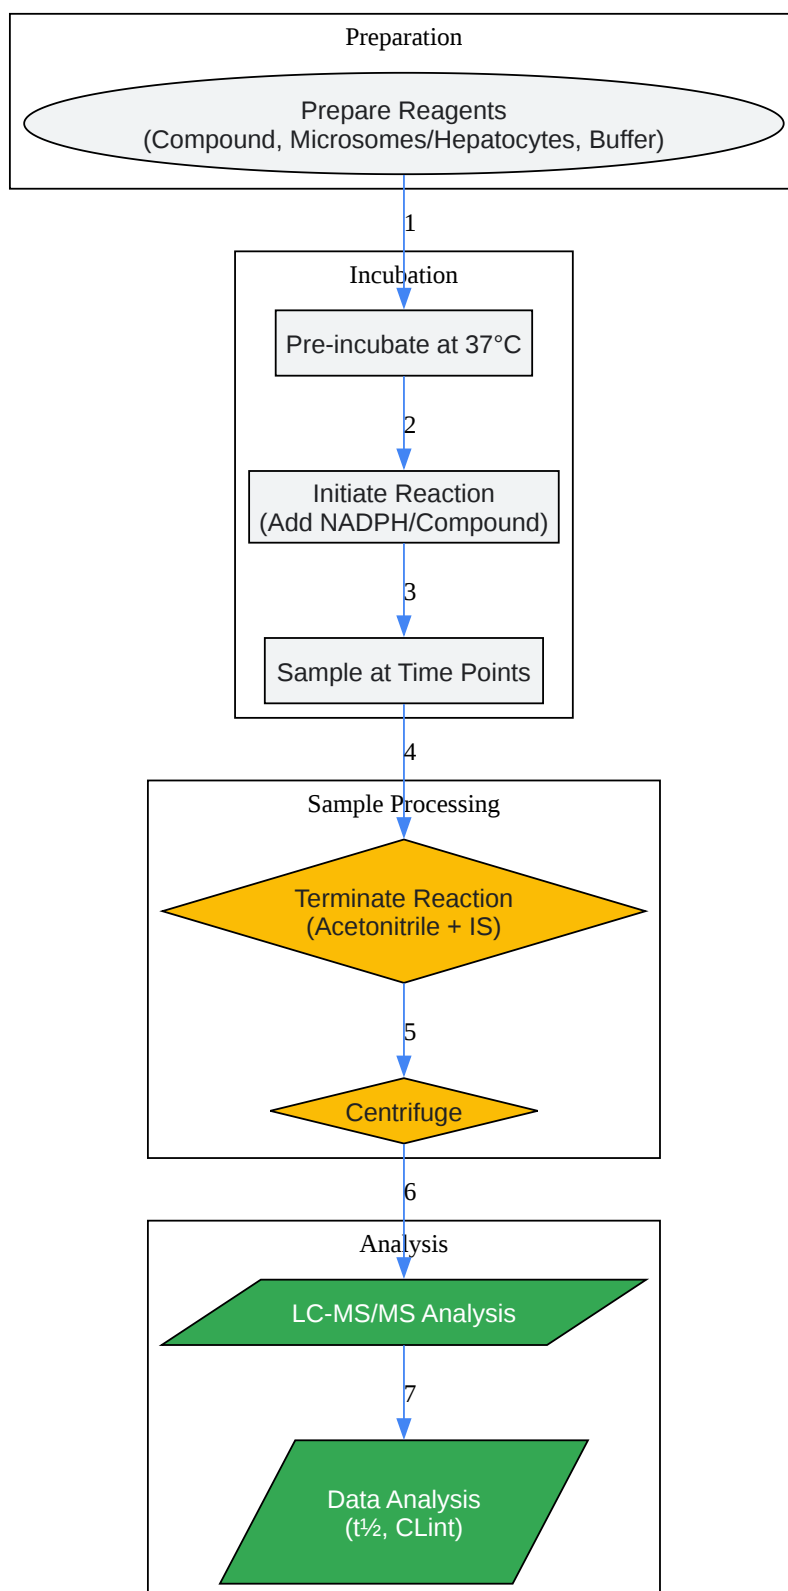 Preparation
Prepare Reagents
(Compound, Microsomes/Hepatocytes, Buffer)
1
Incubation
Pre-incubate at 37°C
2
Initiate Reaction
(Add NADPH/Compound)
3
Sample at Time Points
4
Sample Processing
Terminate Reaction
(Acetonitrile + IS)
5
Centrifuge
6
Analysis
LC-MS/MS Analysis
7
Data Analysis
(t½, CLint)